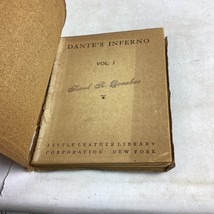 DANTE'S INFERNO
VOL. I
LITTLE LEATHER LIBRARY
CORPORATION NEW YORK